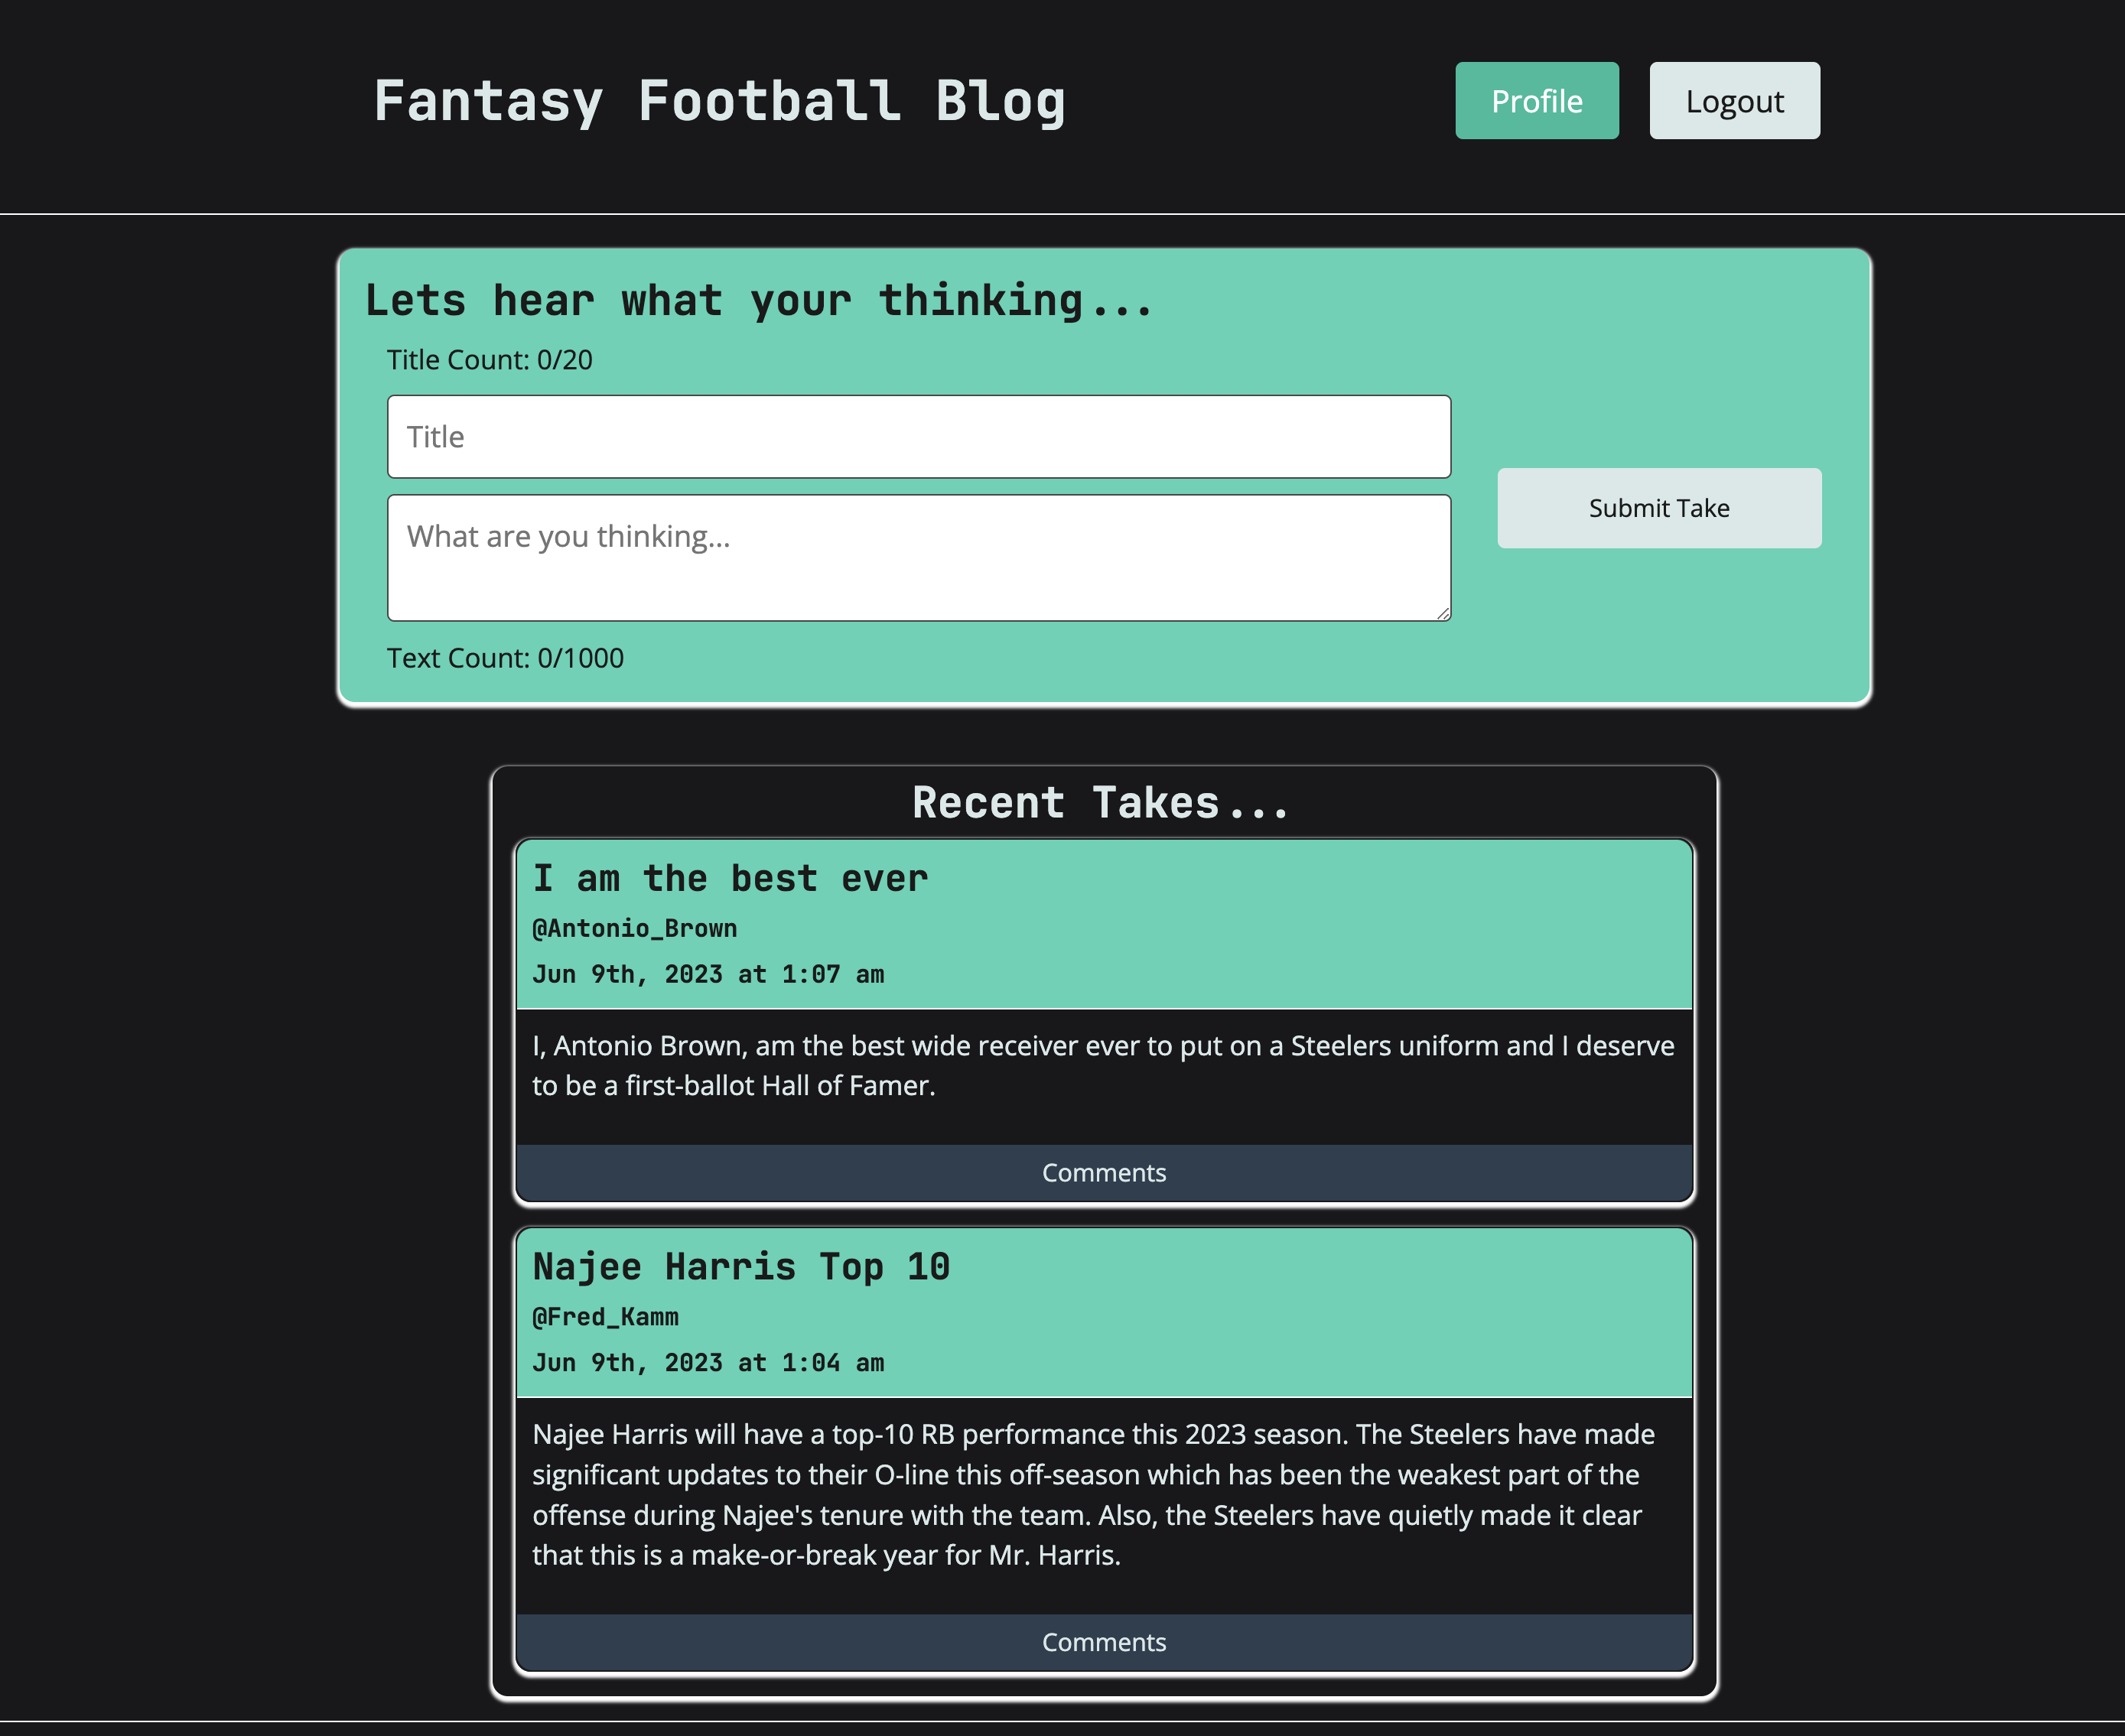 Fantasy Football Blog
Profile
Logout
Lets hear what your thinking...
Title Count: 0/20
Title
What are you thinking...
Submit Take
Text Count: 0/1000
Recent Takes...
I am the best ever
@Antonio_Brown
Jun 9th, 2023 at 1:07 am
I, Antonio Brown, am the best wide receiver ever to put on a Steelers uniform and I deserve
to be a first-ballot Hall of Famer.
Comments
Najee Harris Top 10
@Fred_Kamm
Jun 9th, 2023 at 1:04 am
Najee Harris will have a top-10 RB performance this 2023 season. The Steelers have made
significant updates to their O-line this off-season which has been the weakest part of the
offense during Najee's tenure with the team. Also, the Steelers have quietly made it clear
that this is a make-or-break year for Mr. Harris.
Comments